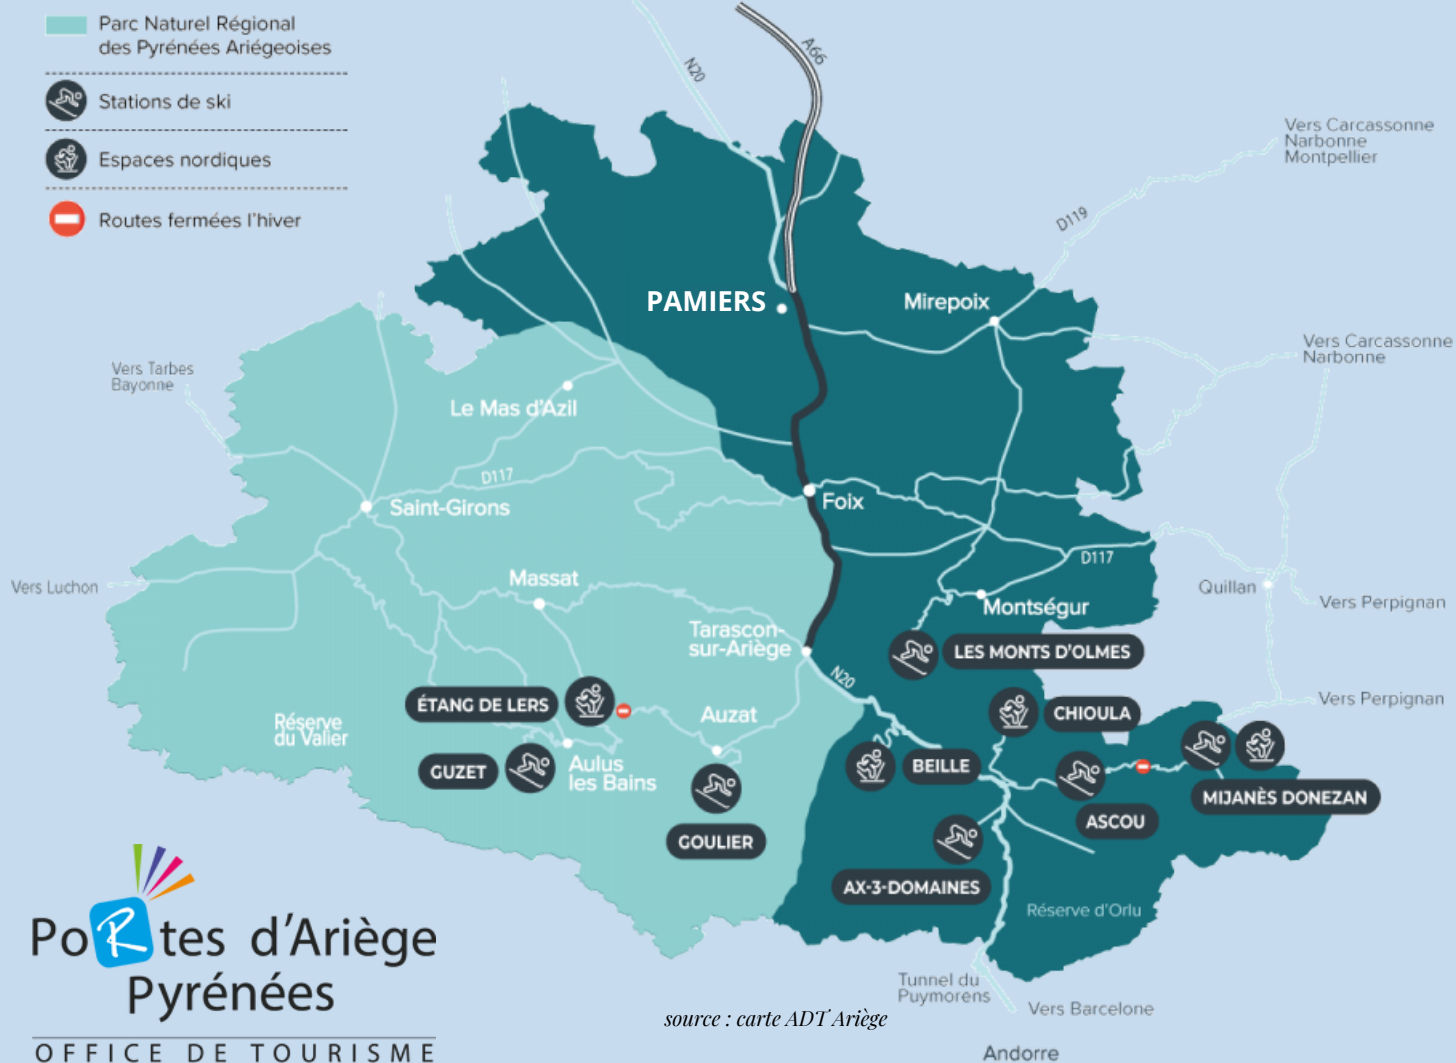 Parc Naturel Régional
des Pyrénées Ariégeoises
Stations de ski
Espaces nordiques
Routes fermées l'hiver
N20
A66
Vers Carcassonne
Narbonne
Montpellier
D119
PAMIERS
Mirepoix
Vers Carcassonne
Narbonne
Vers Tarbes
Bayonne
Le Mas d'Azil
D117
Saint-Girons
Foix
D117
Vers Luchon
Massat
Quillan
Vers Perpignan
Montségur
Tarascon-
sur-Ariège
LES MONTS D'OLMES
N20
ÉTANG DE LERS
CHIOULA
Vers Perpignan
Auzat
Réserve
du Valier
GUZET
Aulus
les Bains
BEILLE
MIJANÈS DONEZAN
ASCOU
GOULIER
AX-3-DOMAINES
Réserve d'Orlu
PoRtes d'Ariège
Pyrénées
OFFICE DE TOURISME
Tunnel du
Puymorens
Vers Barcelone
source : carte ADT Ariège
Andorre